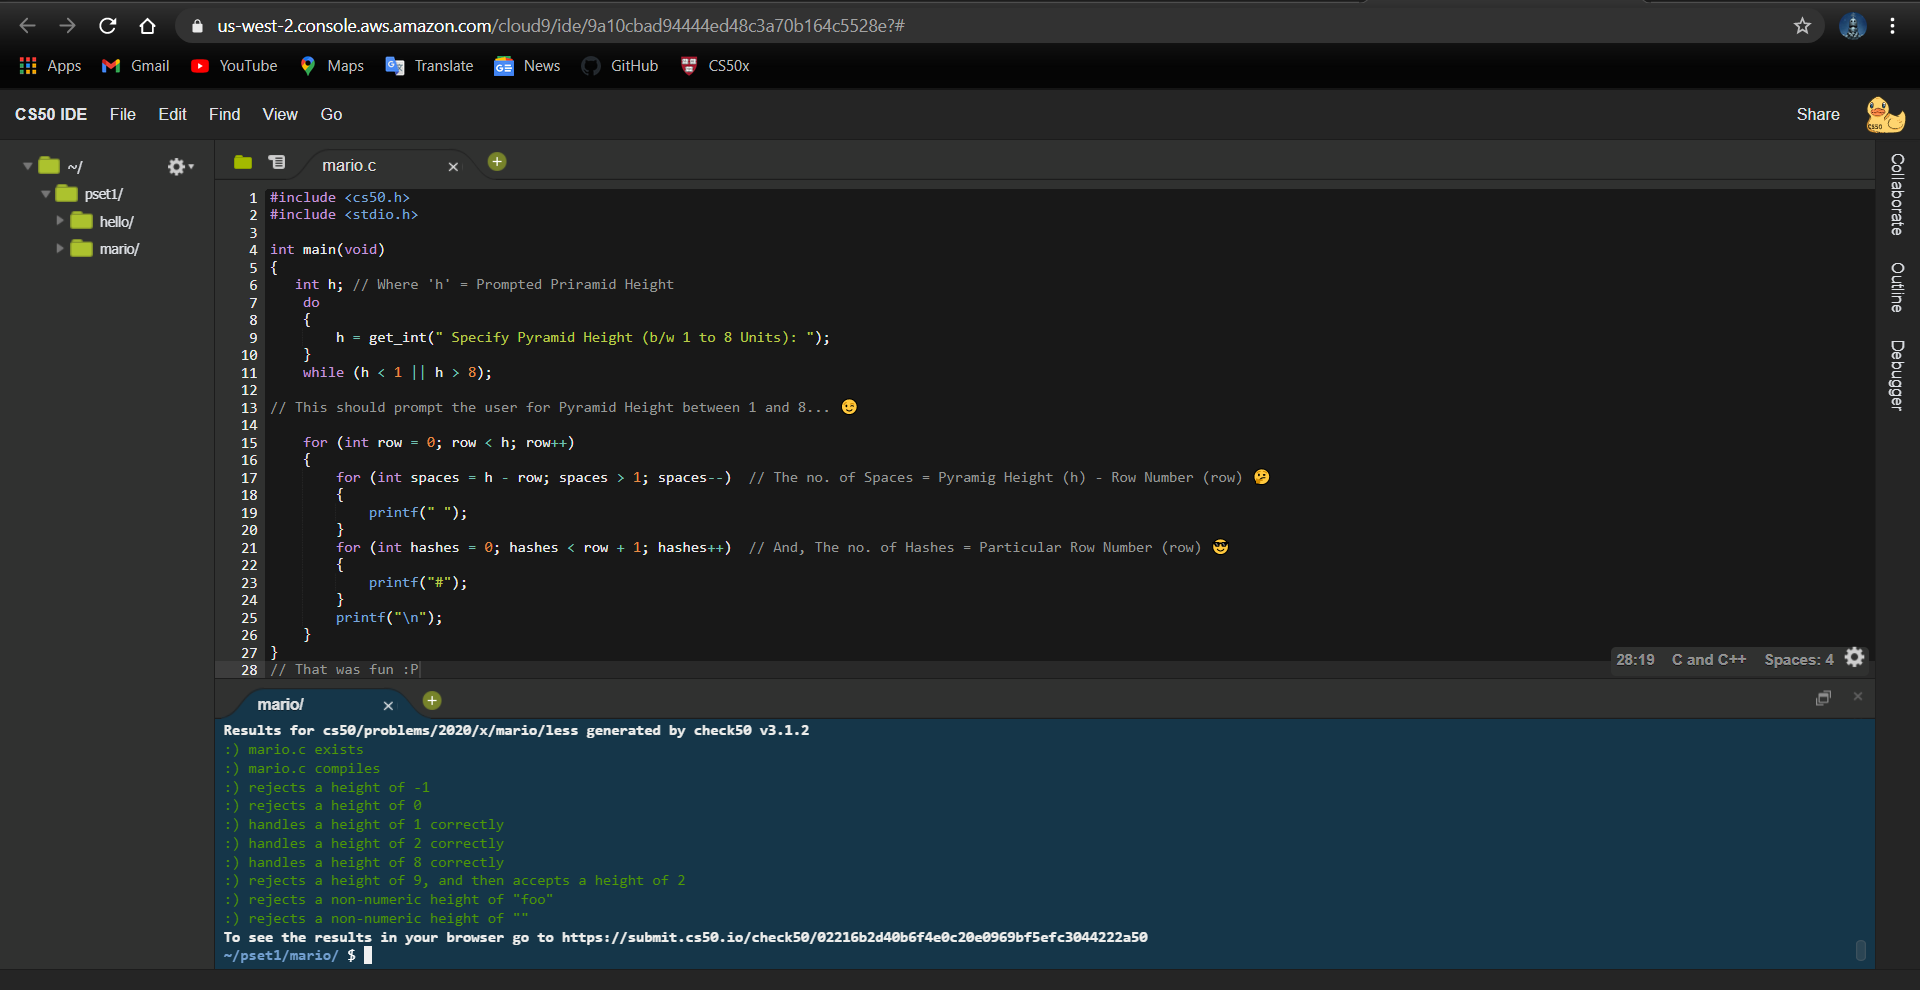 us-west-2.console.aws.amazon.com/cloud9/ide/9a10cbad94444ed48c3a70b164c5528e?#
Apps Gmail YouTube Maps Translate News GitHub CS50x
CS50 IDE File Edit Find View Go Share
~/
pset1/
hello/
mario/
mario.c
1 #include <cs50.h>
2 #include <stdio.h>
3
4 int main(void)
5 {
6    int h; // Where 'h' = Prompted Priramid Height
7     do
8     {
9         h = get_int(" Specify Pyramid Height (b/w 1 to 8 Units): ");
10     }
11     while (h < 1 || h > 8);
12
13 // This should prompt the user for Pyramid Height between 1 and 8... 😉
14
15     for (int row = 0; row < h; row++)
16     {
17         for (int spaces = h - row; spaces > 1; spaces--)  // The no. of Spaces = Pyramig Height (h) - Row Number (row) 🤔
18         {
19             printf(" ");
20         }
21         for (int hashes = 0; hashes < row + 1; hashes++)  // And, The no. of Hashes = Particular Row Number (row) 😎
22         {
23             printf("#");
24         }
25         printf("\n");
26     }
27 }
28 // That was fun :P
28:19 C and C++ Spaces: 4
Collaborate
Outline
Debugger
mario/
Results for cs50/problems/2020/x/mario/less generated by check50 v3.1.2
:) mario.c exists
:) mario.c compiles
:) rejects a height of -1
:) rejects a height of 0
:) handles a height of 1 correctly
:) handles a height of 2 correctly
:) handles a height of 8 correctly
:) rejects a height of 9, and then accepts a height of 2
:) rejects a non-numeric height of "foo"
:) rejects a non-numeric height of ""
To see the results in your browser go to https://submit.cs50.io/check50/02216b2d40b6f4e0c20e0969bf5efc3044222a50
~/pset1/mario/ $